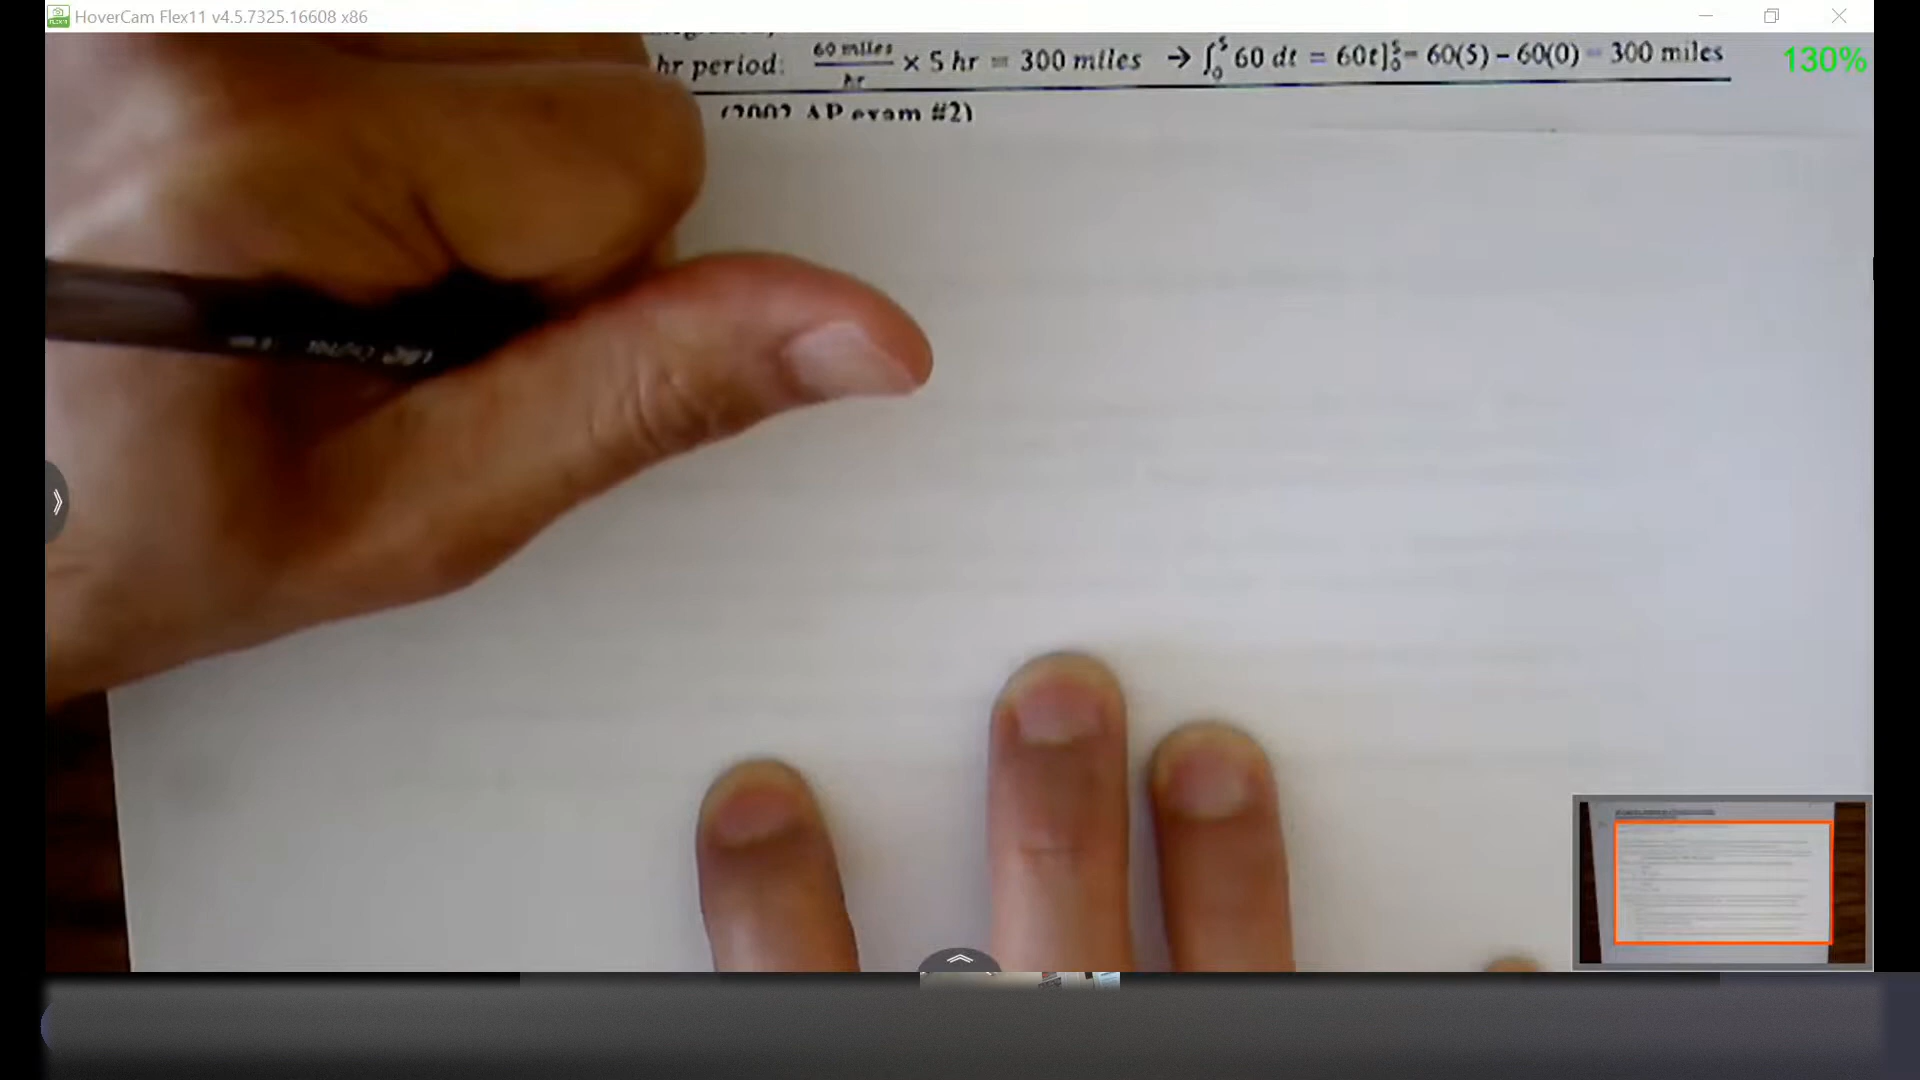 HoverCam Flex11 v4.5.7325.16608 x86
hr period: 60 miles/hr × 5 hr = 300 miles → ∫₀⁵ 60 dt = 60t]₀⁵ = 60(5) − 60(0) = 300 miles
130%
(2002 AP exam #2)